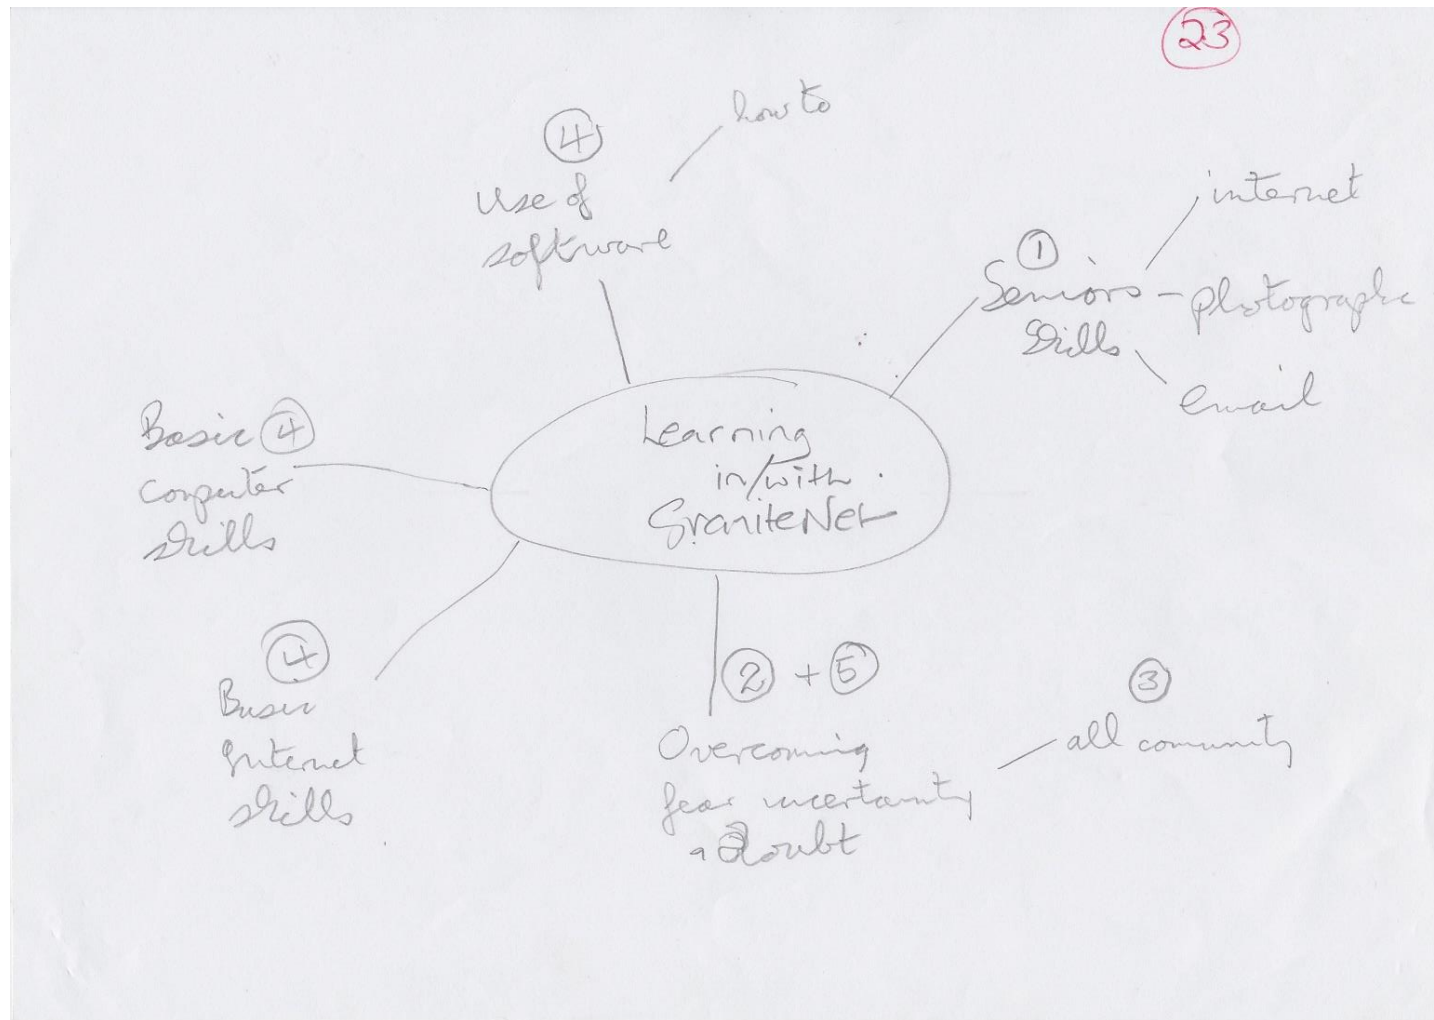 23
4
how to
Use of
software
internet
1
Seniors - photographic
skills
email
Learning
in/with
GraniteNet
Basic 4
computer
skills
4
Basic
Internet
skills
2 + 5
Overcoming
fear uncertainty
& doubt
3
all comunity